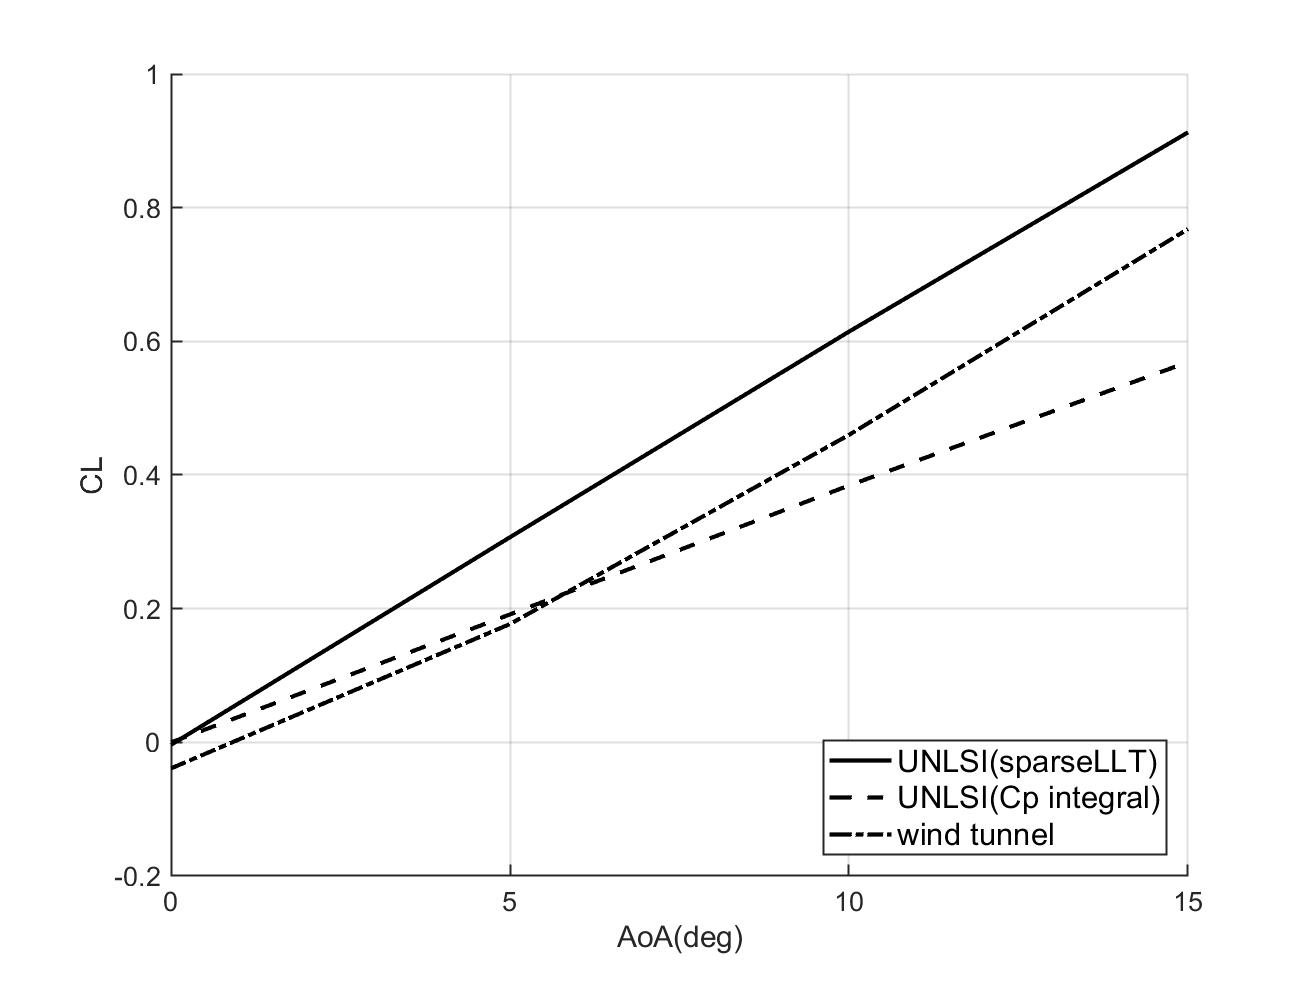 1
0.8
0.6
0.4
0.2
0
-0.2
CL
0
5
10
15
AoA(deg)
UNLSI(sparseLLT)
UNLSI(Cp integral)
wind tunnel